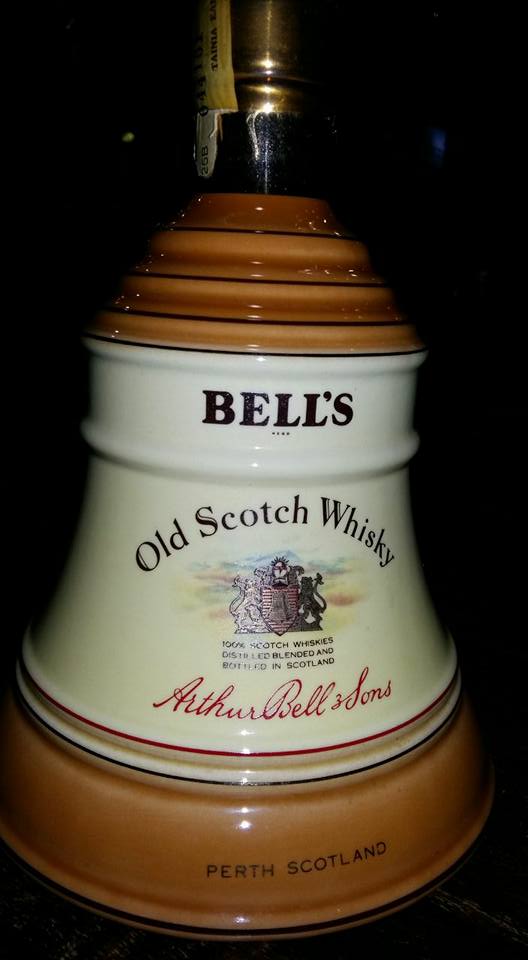 BELL'S
Old Scotch Whisky
100% SCOTCH WHISKIES
DISTILLED BLENDED AND
BOTTLED IN SCOTLAND
Arthur Bell & Sons
PERTH SCOTLAND